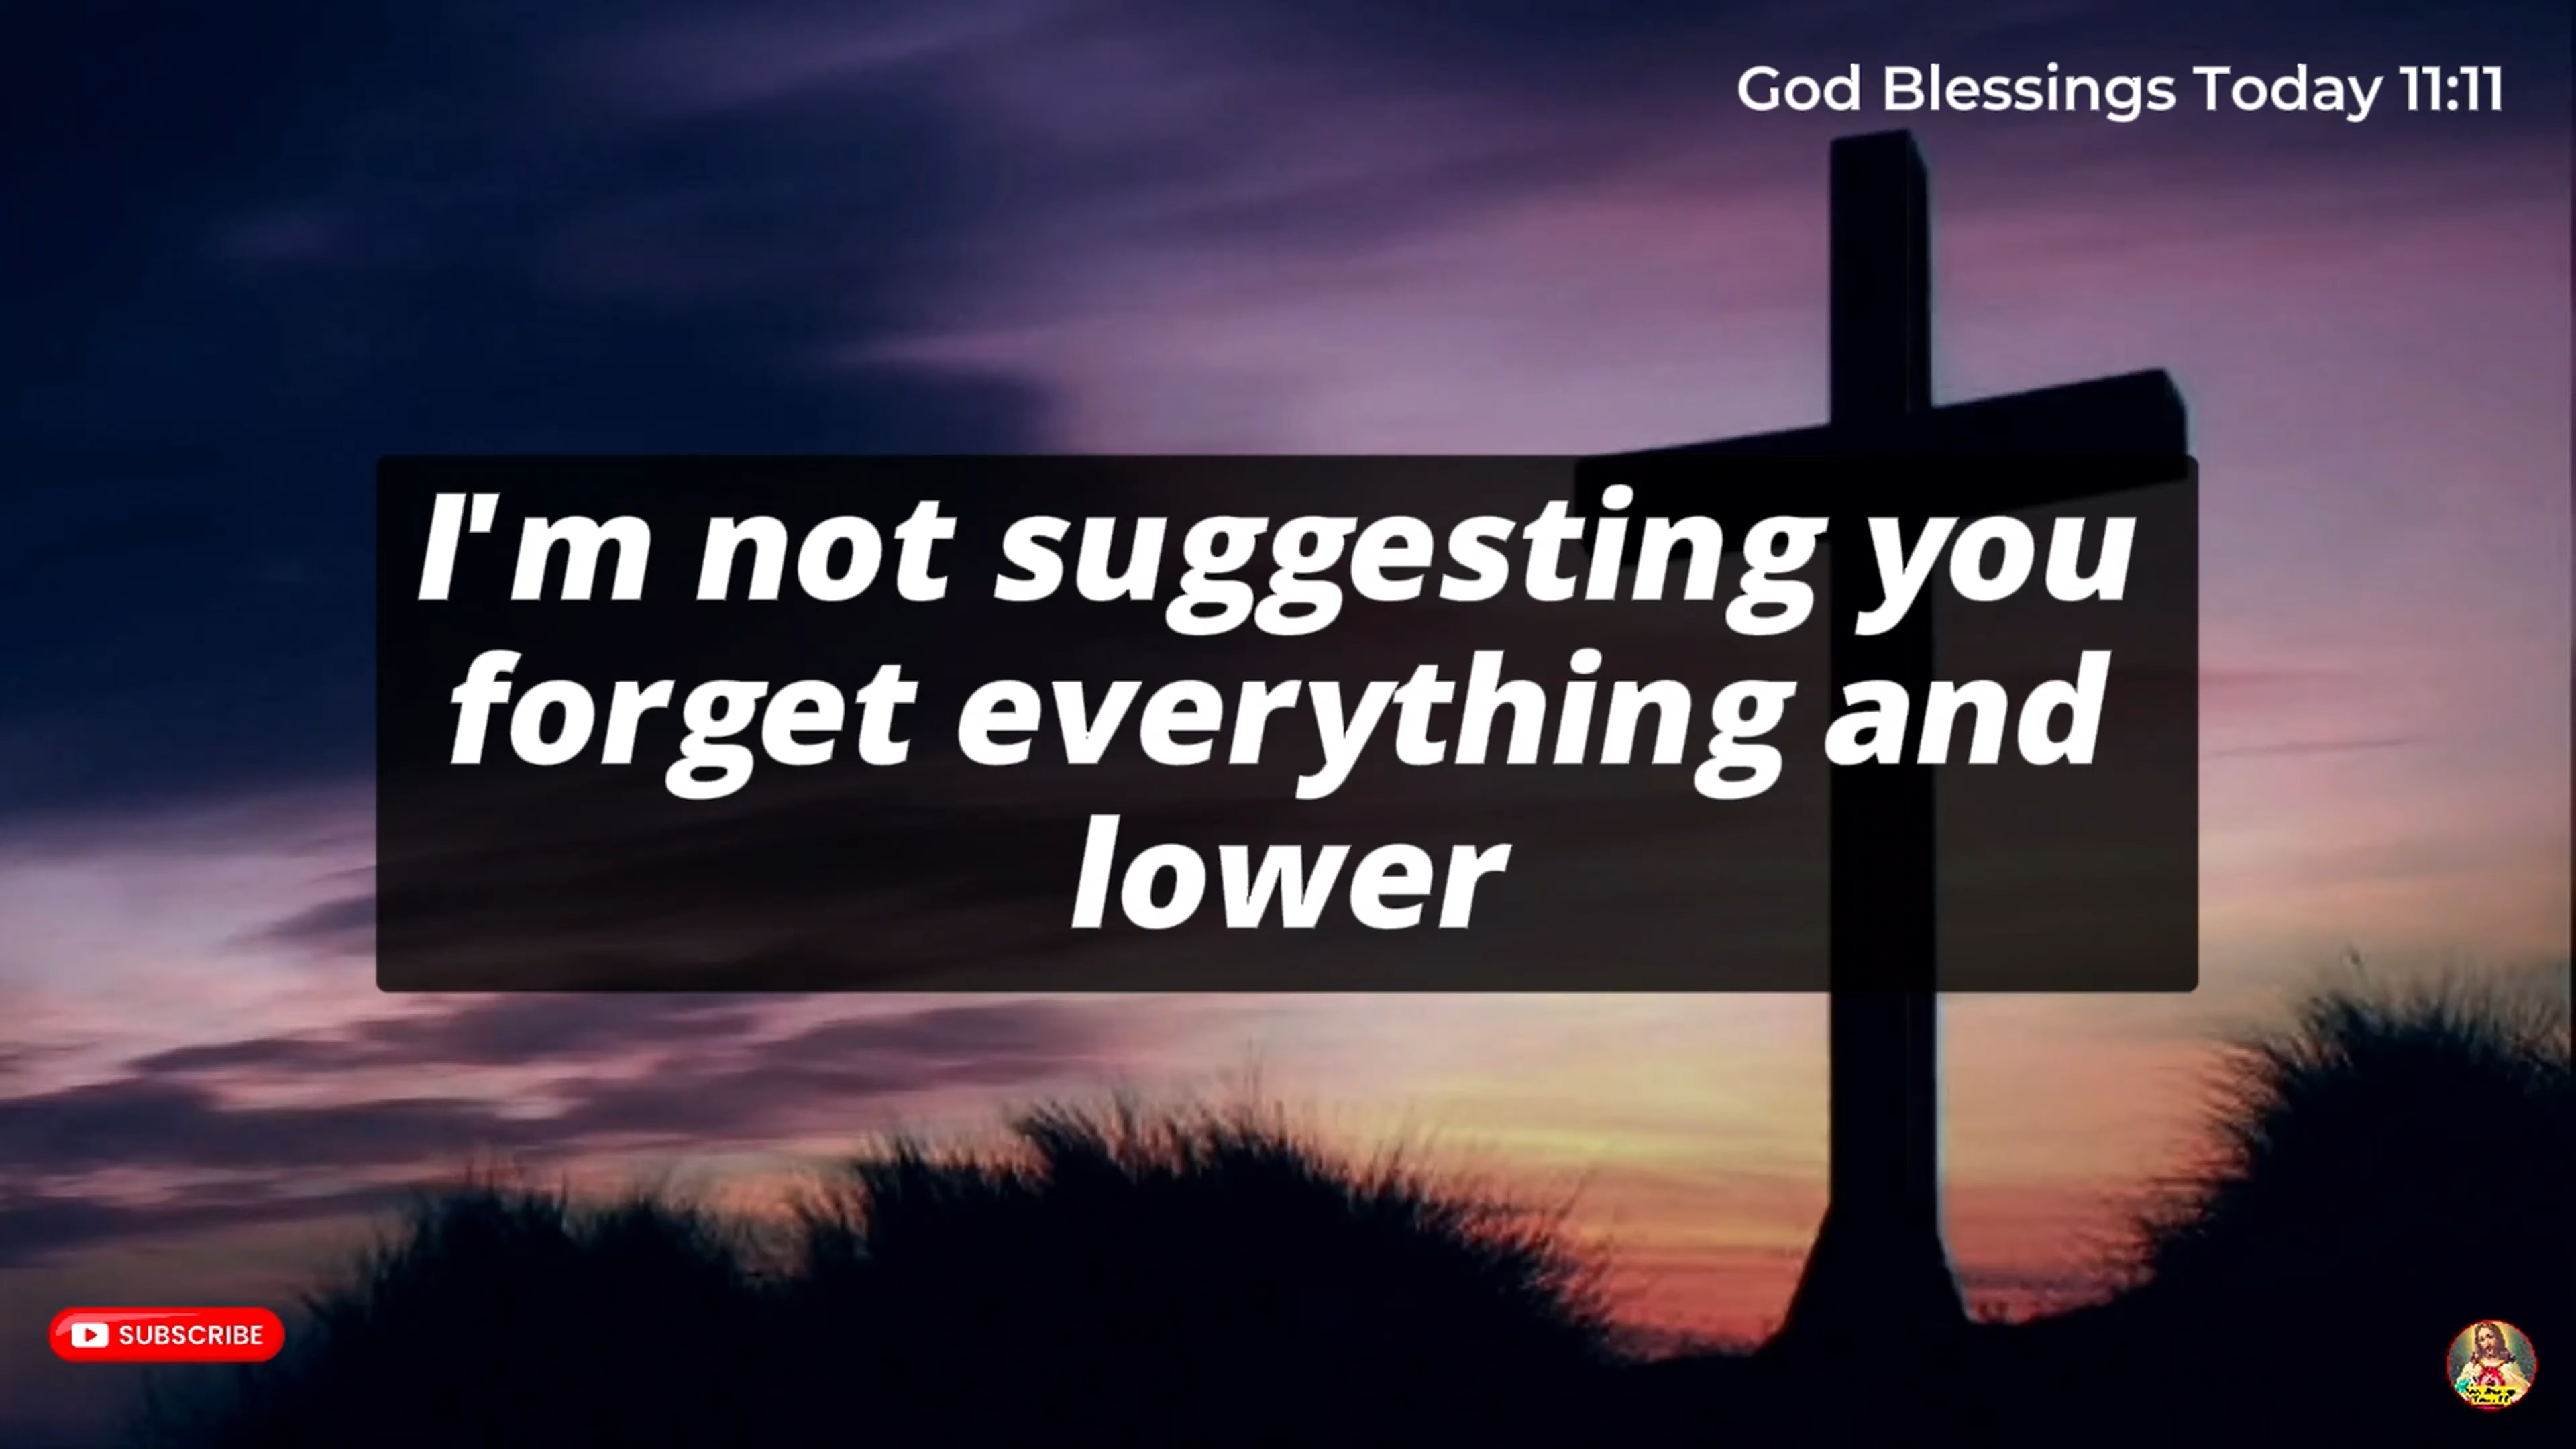 God Blessings Today 11:11
I'm not suggesting you
forget everything and
lower
SUBSCRIBE